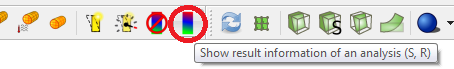 S
Show result information of an analysis (S, R)